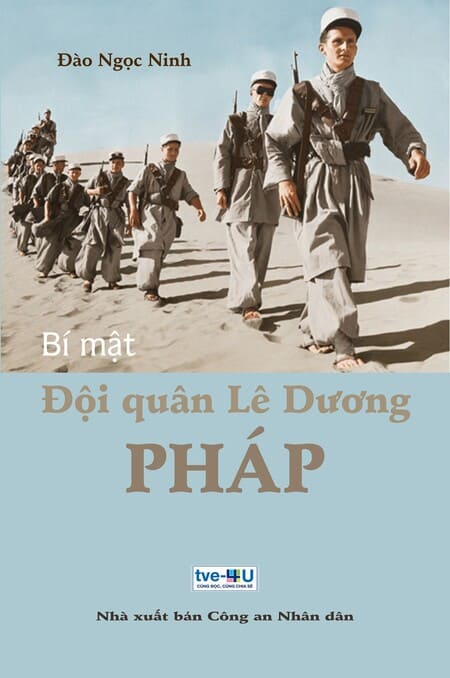 Đào Ngọc Ninh
Bí mật
Đội quân Lê Dương
PHÁP
tve-4U
CÙNG ĐỌC, CÙNG CHIA SẺ
Nhà xuất bản Công an Nhân dân